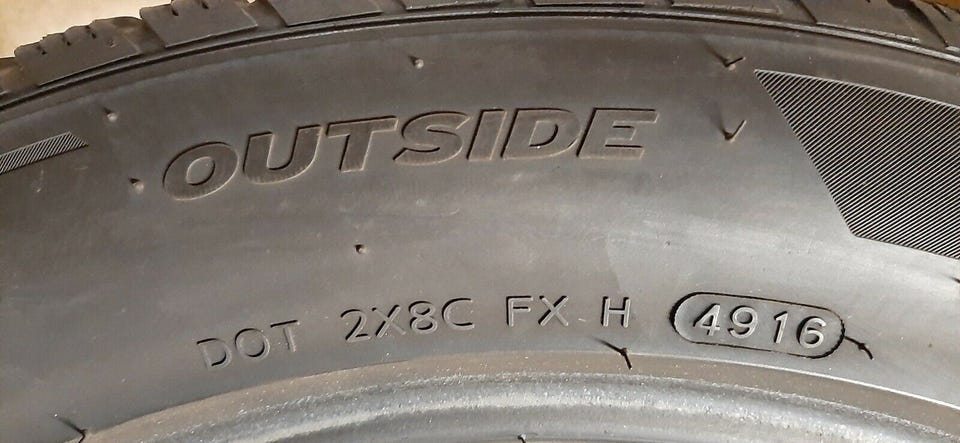 OUTSIDE
DOT 2X8C FX H 4916